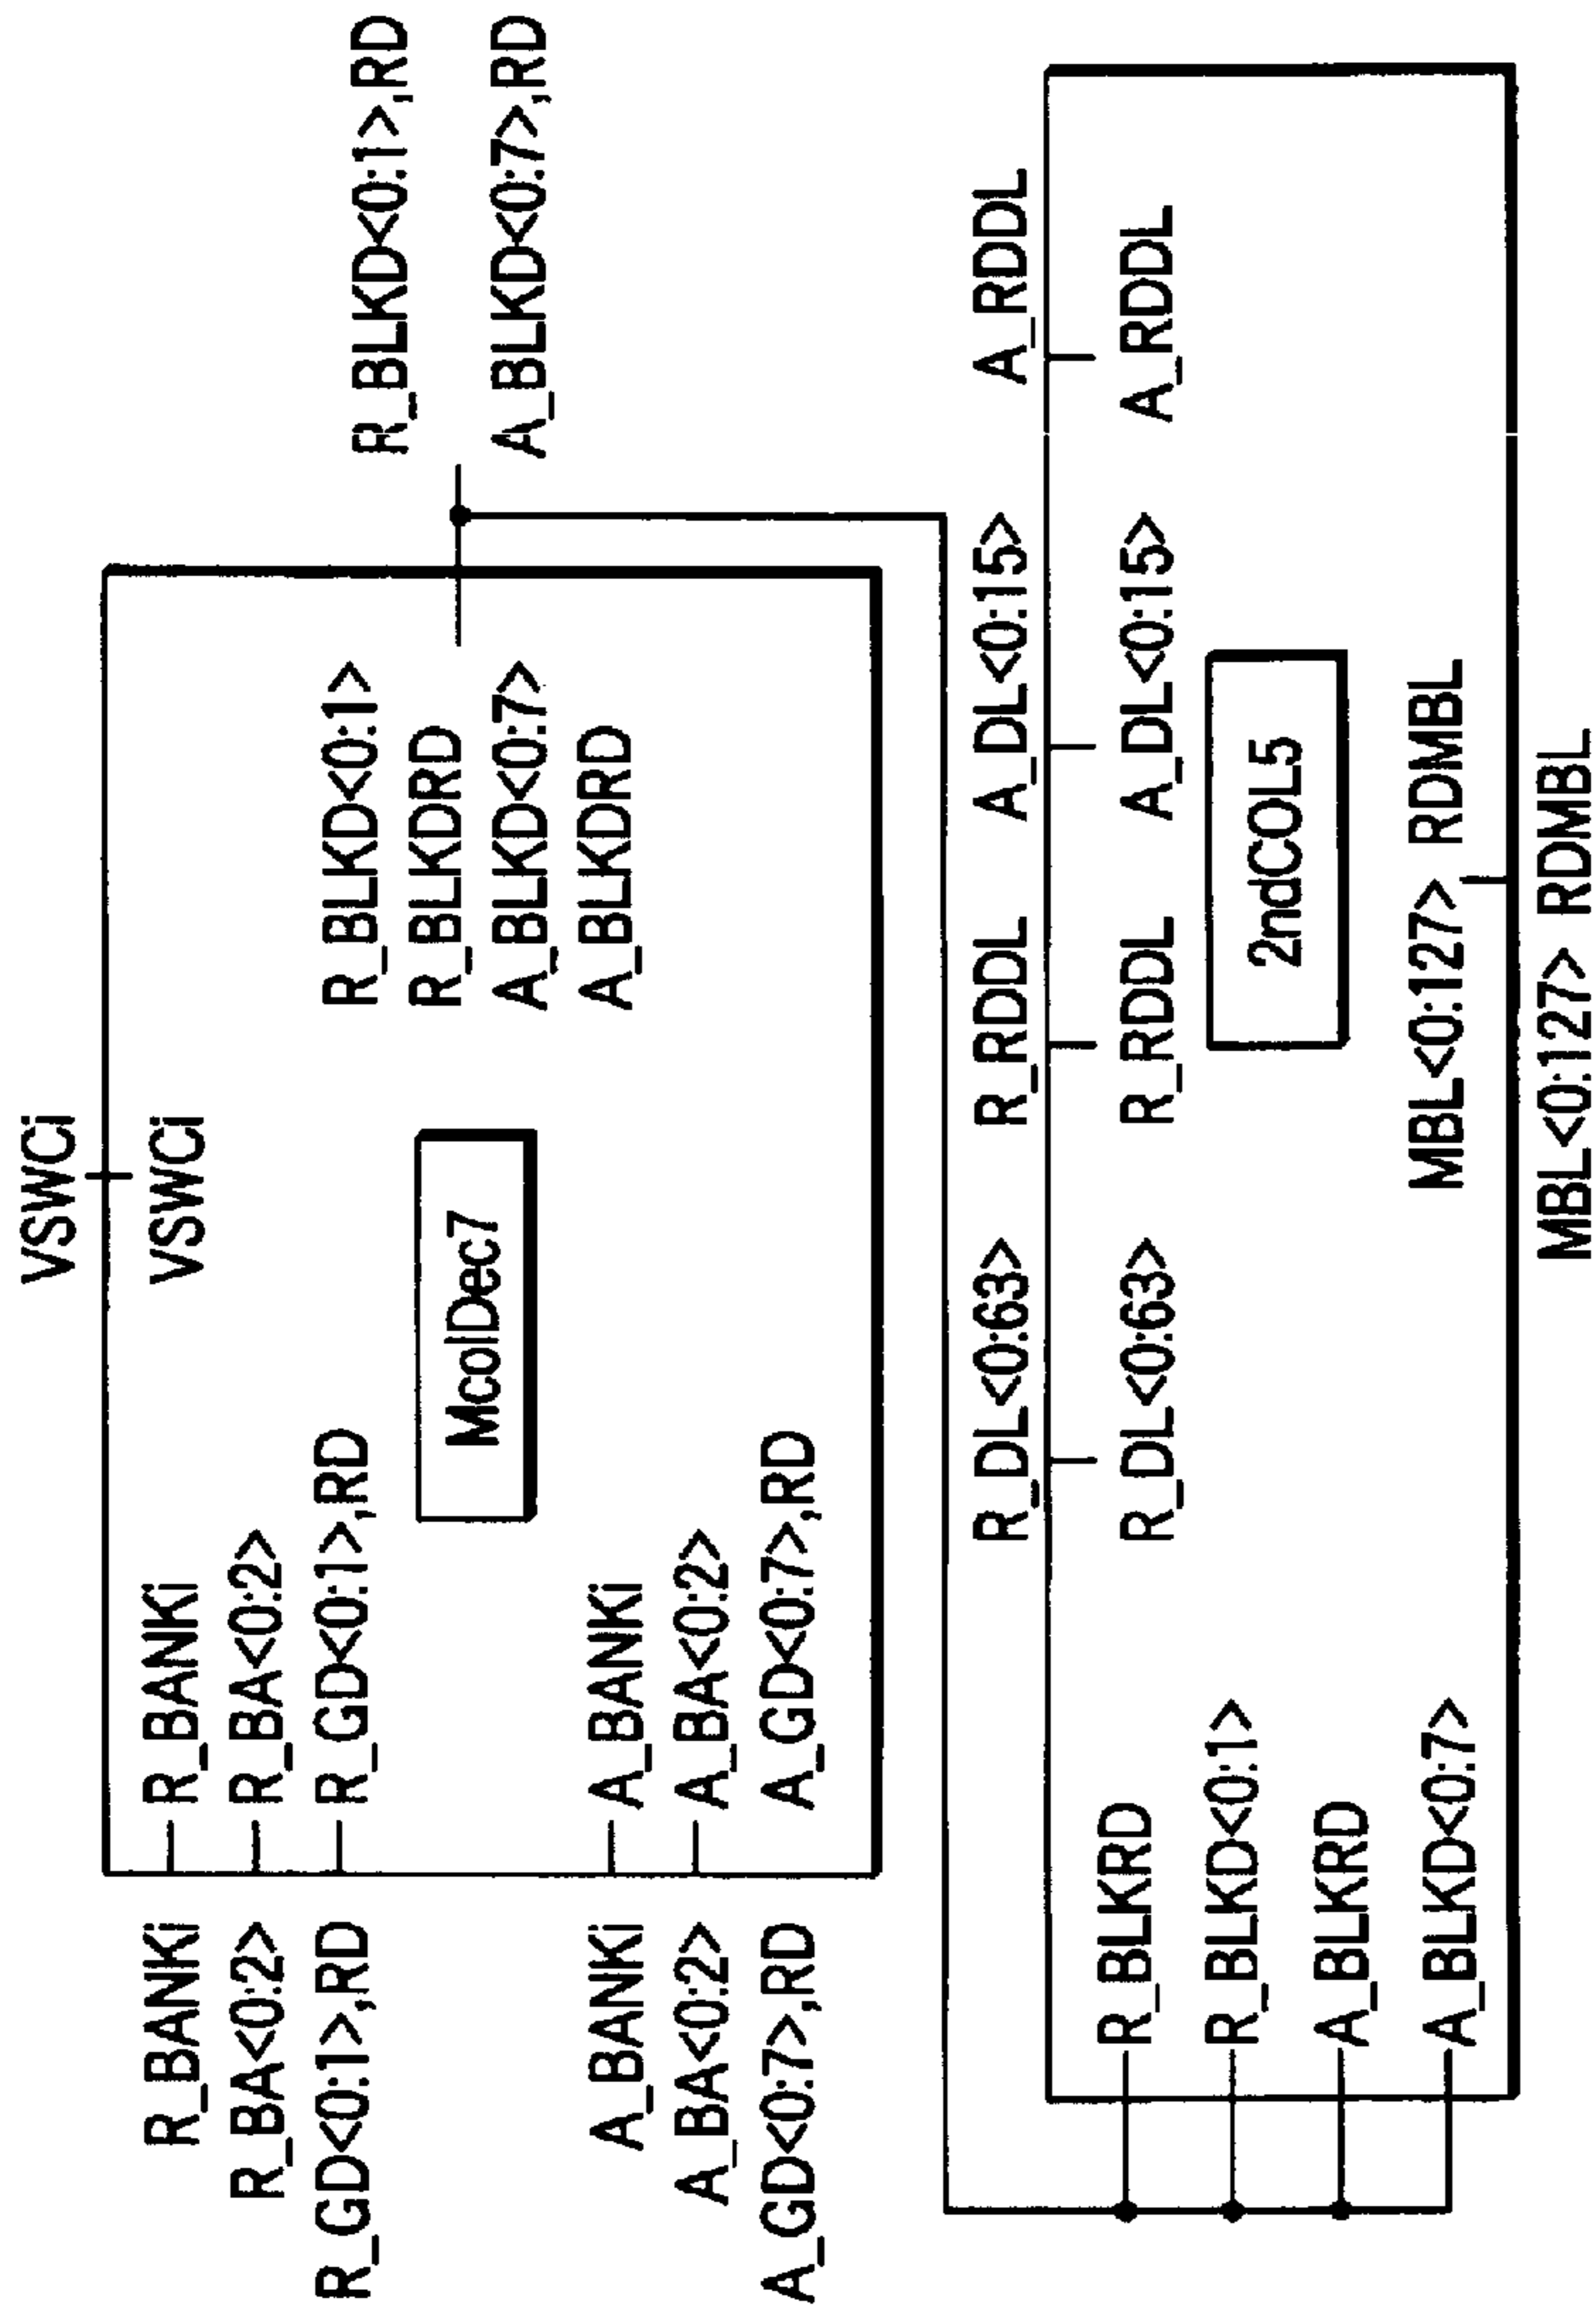 VSWCi
VSWCi
R_BANKi
R_BANKi
R_BA<0:2>
R_BA<0:2>
R_GD<0:1>,RD
R_GD<0:1>,RD
McolDec7
R_BLKD<0:1>
R_BLKDRD
A_BLKD<0:7>
A_BLKDRD
R_BLKD<0:1>,RD
A_BLKD<0:7>,RD
A_BANKi
A_BANKi
A_BA<0:2>
A_BA<0:2>
A_GD<0:7>,RD
A_GD<0:7>,RD
R_DL<0:63>
R_RDDL
A_DL<0:15>
A_RDDL
R_DL<0:63>
R_RDDL
A_DL<0:15>
A_RDDL
R_BLKRD
R_BLKD<0:1>
A_BLKRD
A_BLKD<0:7>
2ndCOL5
MBL<0:127> RDMBL
MBL<0:127> RDMBL